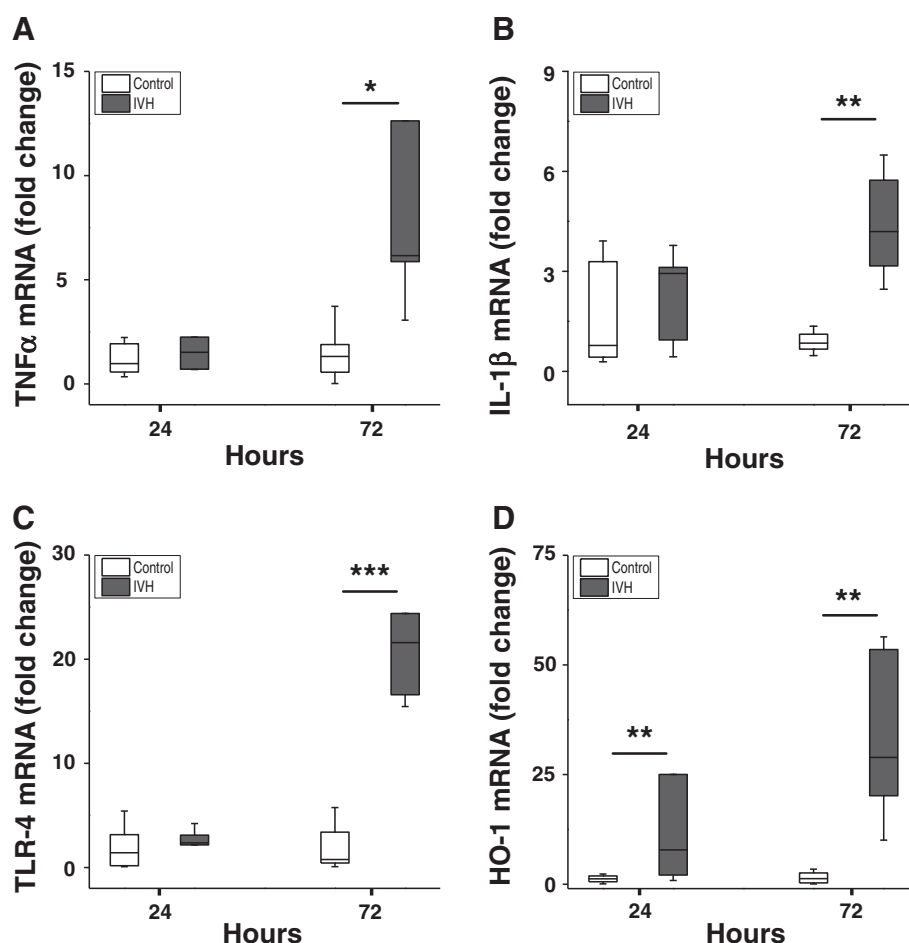 A
TNFα mRNA (fold change)
15
10
5
0
Control
IVH
*
24
72
Hours
B
IL-1β mRNA (fold change)
9
6
3
0
Control
IVH
**
24
72
Hours
C
TLR-4 mRNA (fold change)
30
20
10
0
Control
IVH
***
24
72
Hours
D
HO-1 mRNA (fold change)
75
50
25
0
Control
IVH
**
**
24
72
Hours